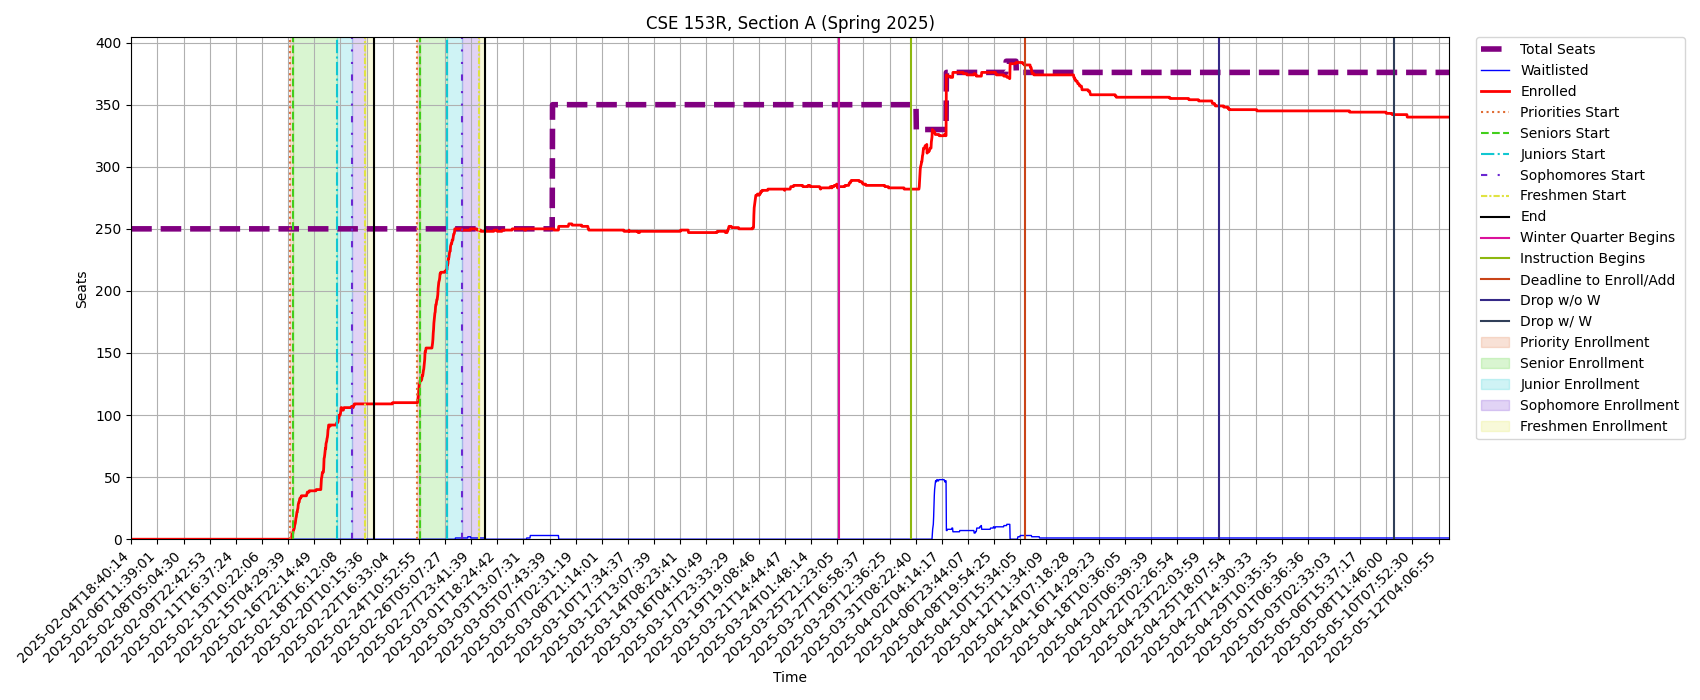 CSE 153R, Section A (Spring 2025)
400
350
300
250
200
150
100
50
0
Seats
2025-02-04T18:40:14
2025-02-06T11:39:01
2025-02-08T05:04:30
2025-02-09T22:42:53
2025-02-11T16:37:24
2025-02-13T10:22:06
2025-02-15T04:29:39
2025-02-16T22:14:49
2025-02-18T16:12:08
2025-02-20T10:15:36
2025-02-22T16:33:04
2025-02-24T10:52:55
2025-02-26T05:07:27
2025-02-27T23:41:39
2025-03-01T18:24:42
2025-03-03T13:07:31
2025-03-05T07:43:39
2025-03-07T02:31:19
2025-03-08T21:14:01
2025-03-10T17:34:37
2025-03-12T13:07:39
2025-03-14T08:23:41
2025-03-16T04:10:49
2025-03-17T23:33:29
2025-03-19T19:08:46
2025-03-21T14:44:47
2025-03-24T01:48:14
2025-03-25T21:23:05
2025-03-27T16:58:37
2025-03-29T12:36:25
2025-03-31T08:22:40
2025-04-02T04:14:17
2025-04-06T23:44:07
2025-04-08T19:54:25
2025-04-10T15:34:05
2025-04-12T11:34:09
2025-04-14T07:18:28
2025-04-16T14:29:23
2025-04-18T10:36:05
2025-04-20T06:39:39
2025-04-22T02:26:54
2025-04-23T22:03:59
2025-04-25T18:07:54
2025-04-27T14:30:33
2025-04-29T10:35:35
2025-05-01T06:36:36
2025-05-03T02:33:03
2025-05-06T15:37:17
2025-05-08T11:46:00
2025-05-10T07:52:30
2025-05-12T04:06:55
Time
Total Seats
Waitlisted
Enrolled
Priorities Start
Seniors Start
Juniors Start
Sophomores Start
Freshmen Start
End
Winter Quarter Begins
Instruction Begins
Deadline to Enroll/Add
Drop w/o W
Drop w/ W
Priority Enrollment
Senior Enrollment
Junior Enrollment
Sophomore Enrollment
Freshmen Enrollment